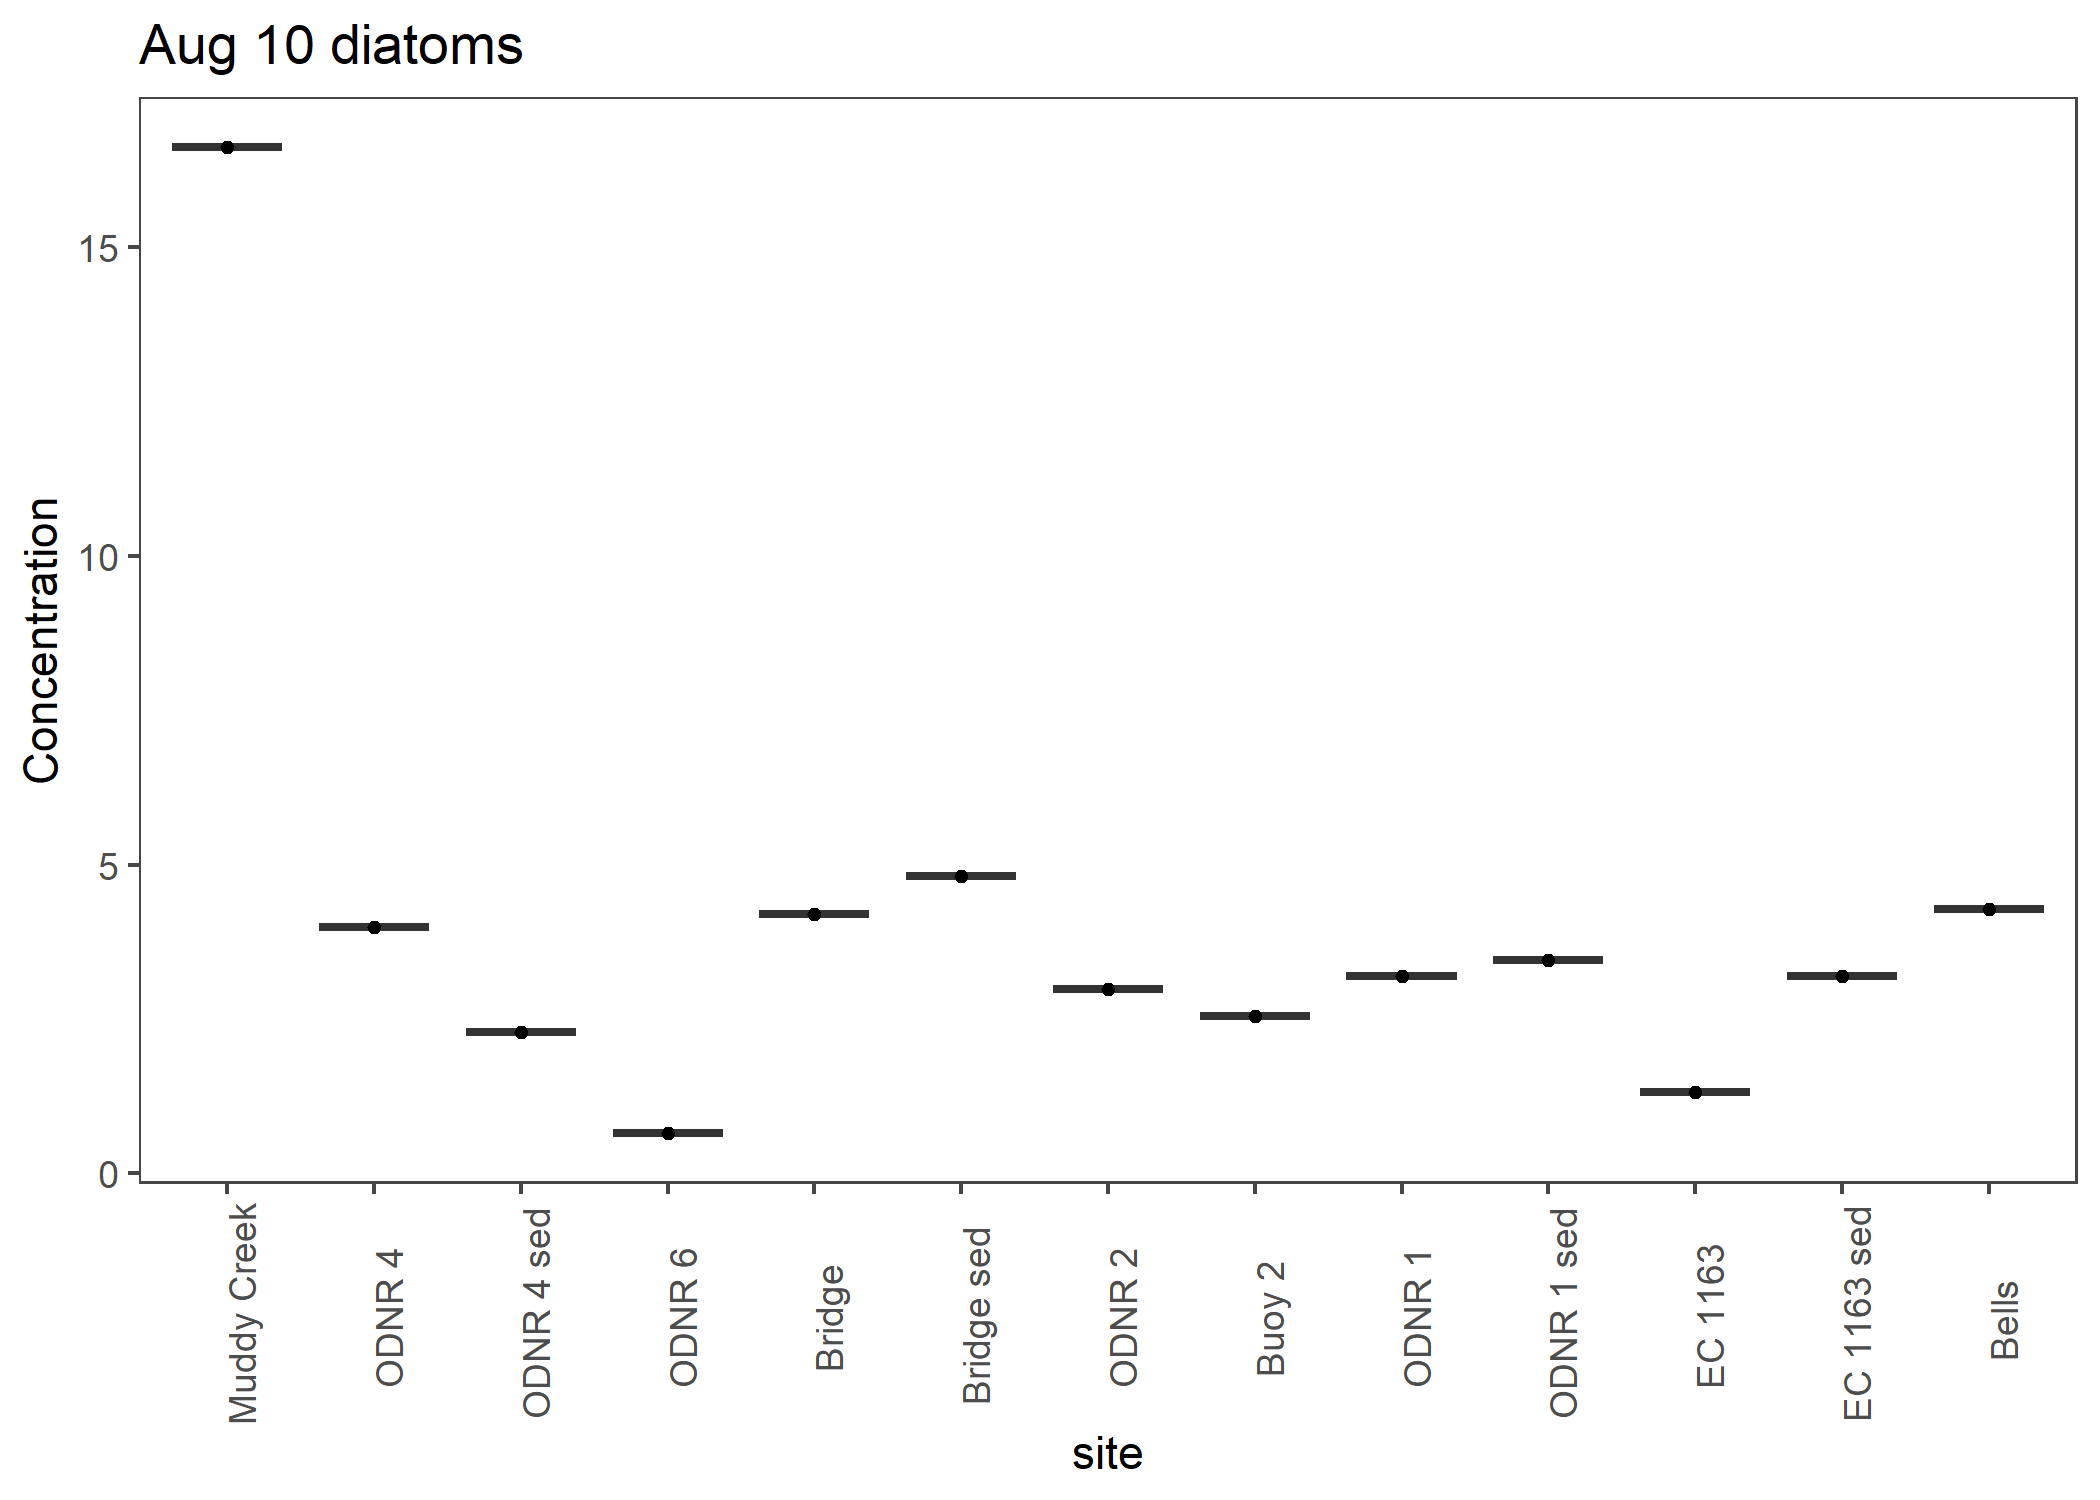 Aug 10 diatoms
Concentration
15
10
5
0
Muddy Creek
ODNR 4
ODNR 4 sed
ODNR 6
Bridge
Bridge sed
ODNR 2
Buoy 2
ODNR 1
ODNR 1 sed
EC 1163
EC 1163 sed
Bells
site